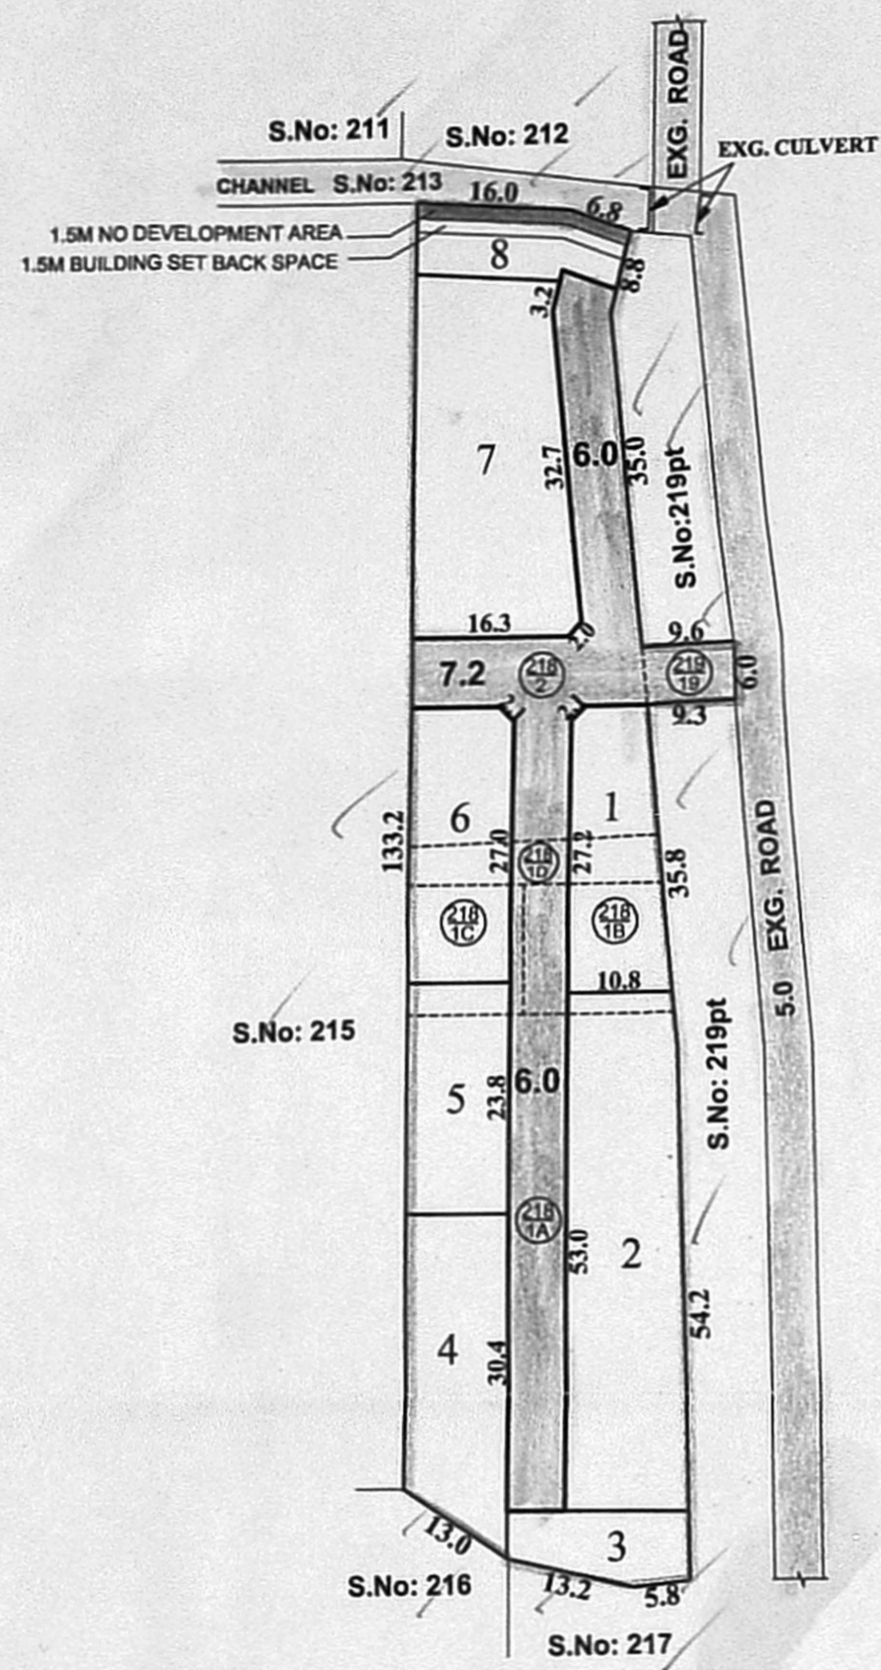 EXG. ROAD
S.No: 211
S.No: 212
EXG. CULVERT
CHANNEL S.No: 213
16.0
6.8
1.5M NO DEVELOPMENT AREA
1.5M BUILDING SET BACK SPACE
8
8.8
3.2
7
32.7
6.0
35.0
S.No:219pt
16.3
2.0
9.6
7.2
218
2
219
19
6.0
9.3
6
1
133.2
27.0
218
1D
27.2
35.8
5.0 EXG. ROAD
218
1C
218
1B
10.8
S.No: 215
S.No: 219pt
5
23.8
6.0
218
1A
53.0
2
4
30.4
54.2
13.0
3
S.No: 216
13.2
5.8
S.No: 217